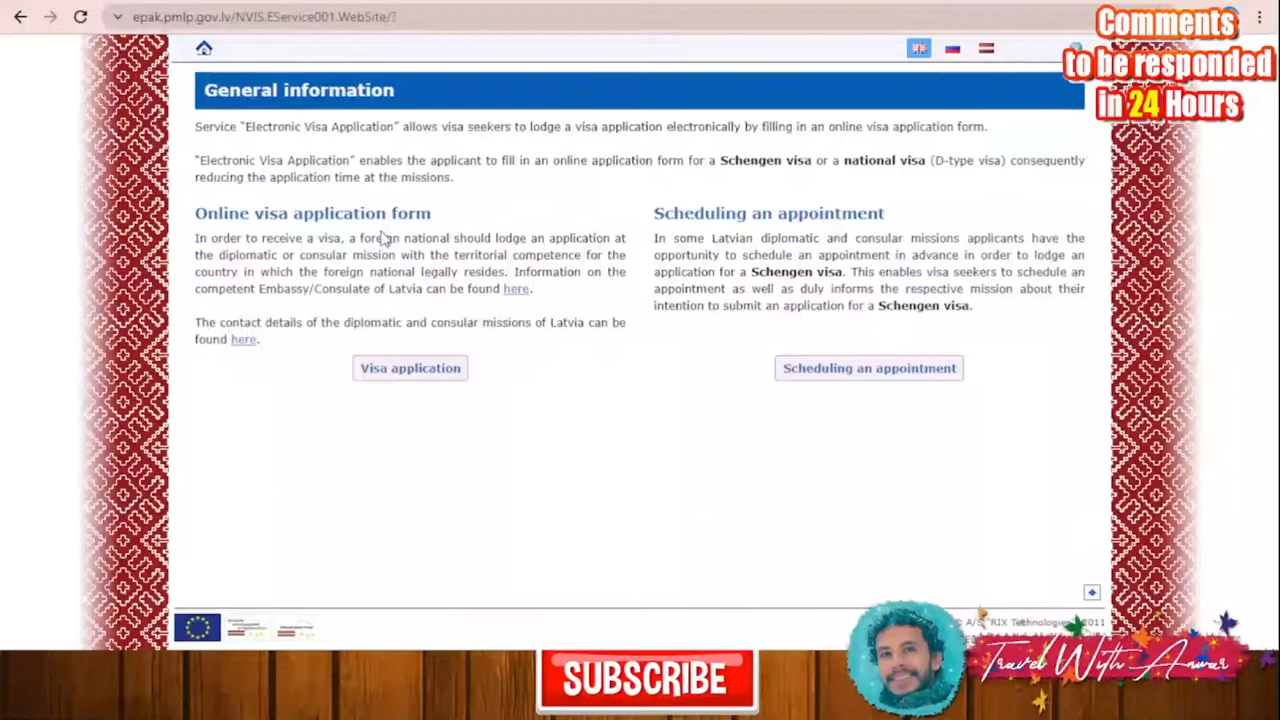 epak.pmlp.gov.lv/NVIS.EService001.WebSite/?
Comments
to be responded
in 24 Hours
General information
Service "Electronic Visa Application" allows visa seekers to lodge a visa application electronically by filling in an online visa application form.
"Electronic Visa Application" enables the applicant to fill in an online application form for a Schengen visa or a national visa (D-type visa) consequently
reducing the application time at the missions.
Online visa application form
In order to receive a visa, a foreign national should lodge an application at
the diplomatic or consular mission with the territorial competence for the
country in which the foreign national legally resides. Information on the
competent Embassy/Consulate of Latvia can be found here.
The contact details of the diplomatic and consular missions of Latvia can be
found here.
Visa application
Scheduling an appointment
In some Latvian diplomatic and consular missions applicants have the
opportunity to schedule an appointment in advance in order to lodge an
application for a Schengen visa. This enables visa seekers to schedule an
appointment as well as duly informs the respective mission about their
intention to submit an application for a Schengen visa.
Scheduling an appointment
© A/S "RIX Technologies" 2011
SUBSCRIBE
Travel With Anwar